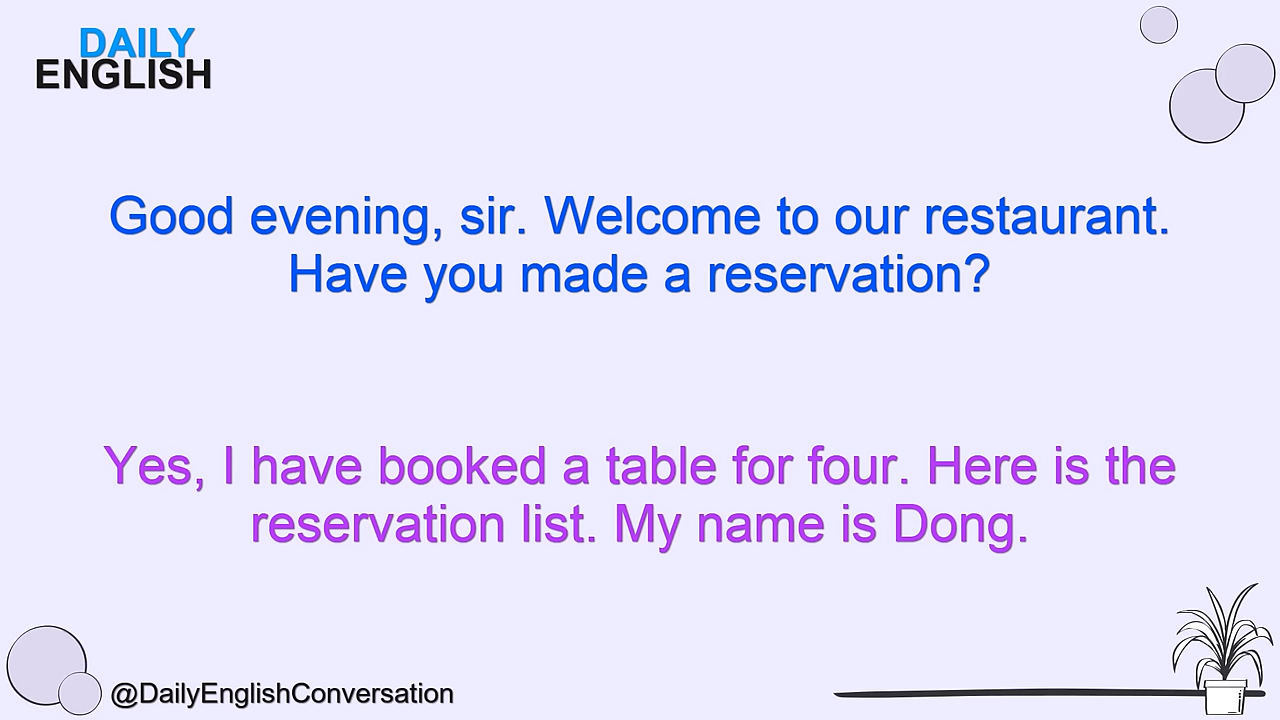 DAILY
ENGLISH
Good evening, sir. Welcome to our restaurant.
Have you made a reservation?
Yes, I have booked a table for four. Here is the
reservation list. My name is Dong.
@DailyEnglishConversation